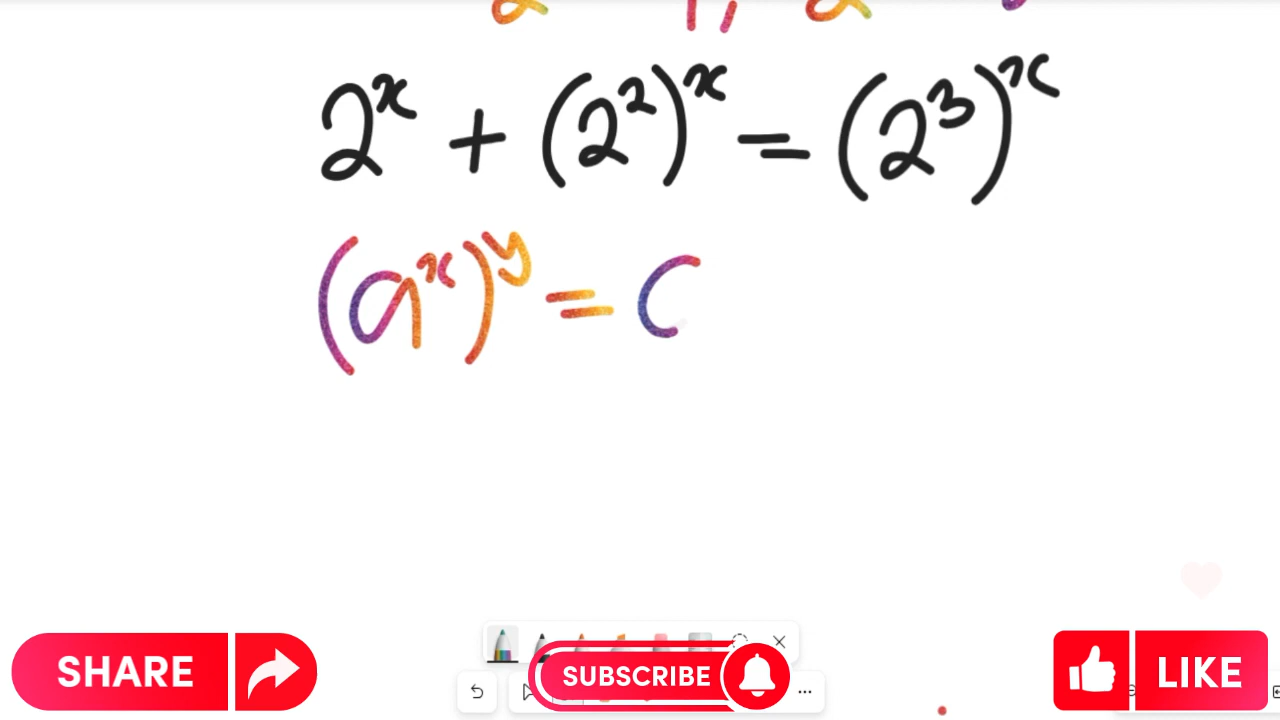 2^x + (2^2)^x = (2^3)^x
(a^x)^y =
SHARE
SUBSCRIBE
LIKE